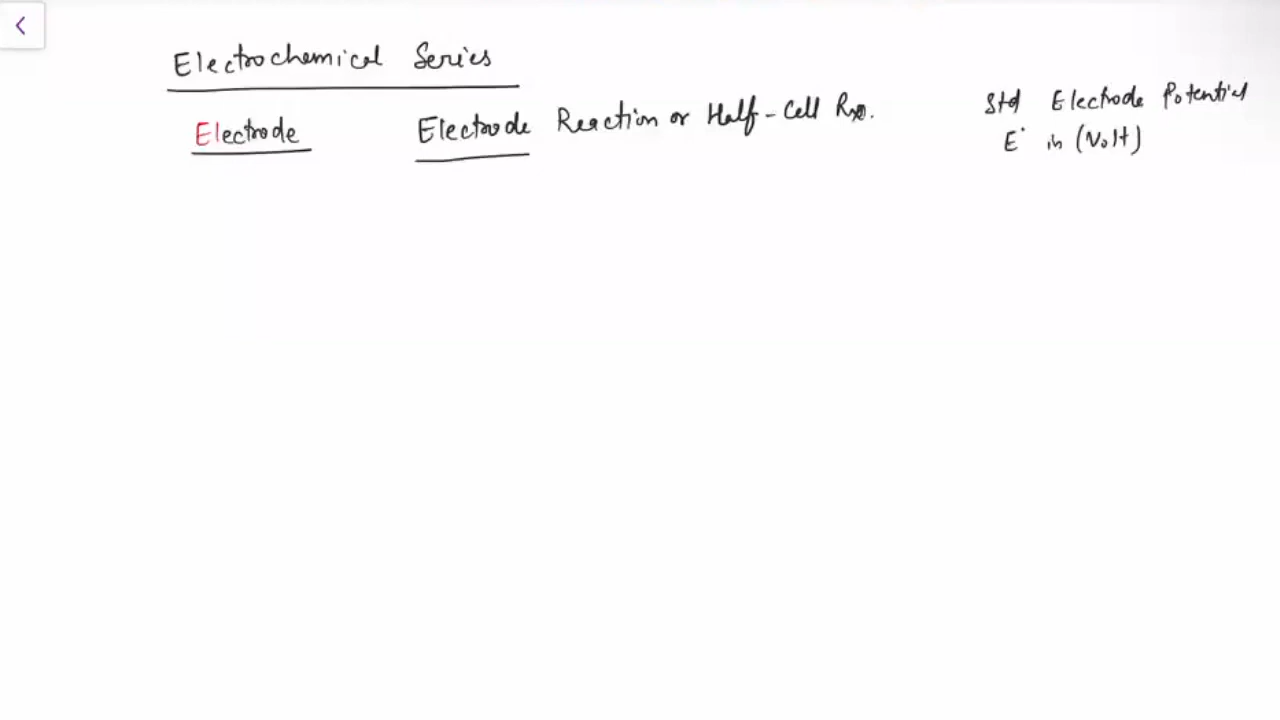 Electrochemical Series
Electrode Electrode Reaction or Half-Cell Rxn. Std Electrode Potential
E° in (Volt)